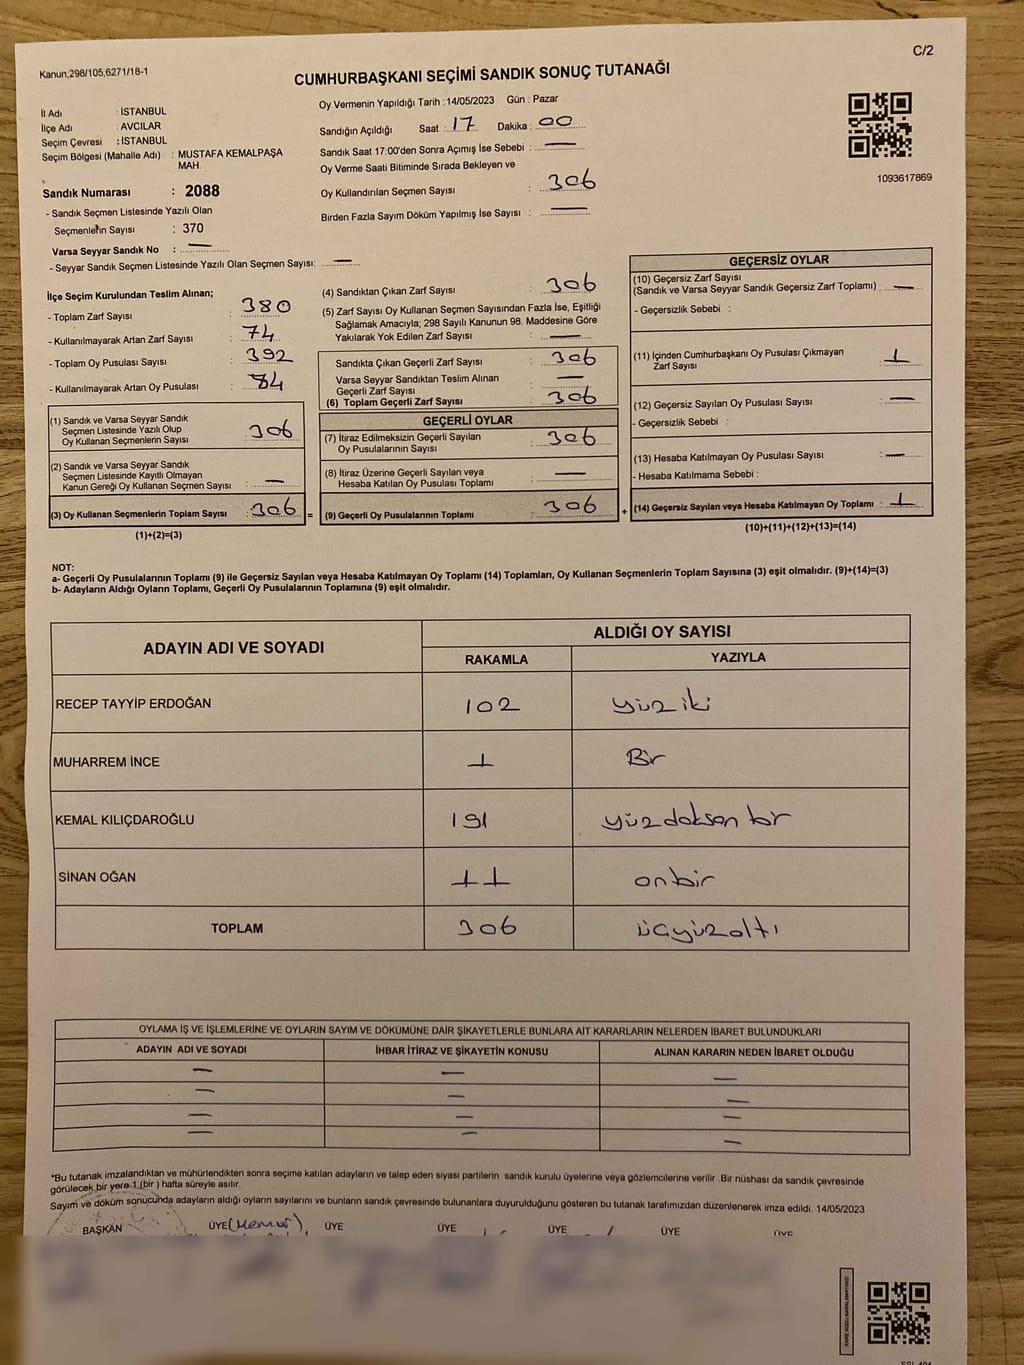 C/2
Kanun;298/105,6271/18-1
CUMHURBAŞKANI SEÇİMİ SANDIK SONUÇ TUTANAĞI
İl Adı : İSTANBUL
İlçe Adı : AVCILAR
Seçim Çevresi : İSTANBUL
Seçim Bölgesi (Mahalle Adı) : MUSTAFA KEMALPAŞA
MAH.
Sandık Numarası : 2088
- Sandık Seçmen Listesinde Yazılı Olan
Seçmenlerin Sayısı : 370
Varsa Seyyar Sandık No : —
- Seyyar Sandık Seçmen Listesinde Yazılı Olan Seçmen Sayısı: —
Oy Vermenin Yapıldığı Tarih : 14/05/2023 Gün : Pazar
Sandığın Açıldığı Saat : 17 Dakika : 00
Sandık Saat 17:00'den Sonra Açımış İse Sebebi : —
Oy Verme Saati Bitiminde Sırada Bekleyen ve
Oy Kullandırılan Seçmen Sayısı : 306
Birden Fazla Sayım Döküm Yapılmış İse Sayısı : —
1093617869
İlçe Seçim Kurulundan Teslim Alınan;
- Toplam Zarf Sayısı : 380
- Kullanılmayarak Artan Zarf Sayısı : 74
- Toplam Oy Pusulası Sayısı : 392
- Kullanılmayarak Artan Oy Pusulası : 84
(1) Sandık ve Varsa Seyyar Sandık
Seçmen Listesinde Yazılı Olup
Oy Kullanan Seçmenlerin Sayısı : 306
(2) Sandık ve Varsa Seyyar Sandık
Seçmen Listesinde Kayıtlı Olmayan
Kanun Gereği Oy Kullanan Seçmen Sayısı : —
(3) Oy Kullanan Seçmenlerin Toplam Sayısı : 306 =
(1)+(2)=(3)
(4) Sandıktan Çıkan Zarf Sayısı : 306
(5) Zarf Sayısı Oy Kullanan Seçmen Sayısından Fazla İse, Eşitliği
Sağlamak Amacıyla; 298 Sayılı Kanunun 98. Maddesine Göre
Yakılarak Yok Edilen Zarf Sayısı : —
Sandıkta Çıkan Geçerli Zarf Sayısı : 306
Varsa Seyyar Sandıktan Teslim Alınan
Geçerli Zarf Sayısı : —
(6) Toplam Geçerli Zarf Sayısı : 306
GEÇERLİ OYLAR
(7) İtiraz Edilmeksizin Geçerli Sayılan
Oy Pusulasının Sayısı : 306
(8) İtiraz Üzerine Geçerli Sayılan veya
Hesaba Katılan Oy Pusulası Toplamı : —
(9) Geçerli Oy Pusulalarının Toplamı : 306 +
GEÇERSİZ OYLAR
(10) Geçersiz Zarf Sayısı
(Sandık ve Varsa Seyyar Sandık Geçersiz Zarf Toplamı) : —
- Geçersizlik Sebebi :
(11) İçinden Cumhurbaşkanı Oy Pusulası Çıkmayan
Zarf Sayısı : 1
(12) Geçersiz Sayılan Oy Pusulası Sayısı : —
- Geçersizlik Sebebi :
(13) Hesaba Katılmayan Oy Pusulası Sayısı : —
- Hesaba Katılmama Sebebi :
(14) Geçersiz Sayılan veya Hesaba Katılmayan Oy Toplamı : 1
(10)+(11)+(12)+(13)=(14)
NOT:
a- Geçerli Oy Pusulalarının Toplamı (9) ile Geçersiz Sayılan veya Hesaba Katılmayan Oy Toplamı (14) Toplamları, Oy Kullanan Seçmenlerin Toplam Sayısına (3) eşit olmalıdır. (9)+(14)=(3)
b- Adayların Aldığı Oyların Toplamı, Geçerli Oy Pusulalarının Toplamına (9) eşit olmalıdır.
ADAYIN ADI VE SOYADI ALDIĞI OY SAYISI
RAKAMLA YAZIYLA
RECEP TAYYİP ERDOĞAN 102 yüz iki
MUHARREM İNCE 1 Bir
KEMAL KILIÇDAROĞLU 191 yüzdoksan bir
SİNAN OĞAN 11 onbir
TOPLAM 306 üçyüzaltı
OYLAMA İŞ VE İŞLEMLERİNE VE OYLARIN SAYIM VE DÖKÜMÜNE DAİR ŞİKAYETLERLE BUNLARA AİT KARARLARIN NELERDEN İBARET BULUNDUKLARI
ADAYIN ADI VE SOYADI İHBAR İTİRAZ VE ŞİKAYETİN KONUSU ALINAN KARARIN NEDEN İBARET OLDUĞU
— — —
— — —
— — —
— — —
*Bu tutanak imzalandıktan ve mühürlendikten sonra seçime katılan adayların ve talep eden siyasi partilerin sandık kurulu üyelerine veya gözlemcilerine verilir .Bir nüshası da sandık çevresinde
görülecek bir yere 1 (bir) hafta süreyle asılır.
Sayım ve döküm sonucunda adayların aldığı oyların sayılarını ve bunların sandık çevresinde bulunanlara duyurulduğunu gösteren bu tutanak tarafımızdan düzenlenerek imza edildi. 14/05/2023
BAŞKAN ÜYE(Memur) ÜYE ÜYE ÜYE ÜYE ÜYE